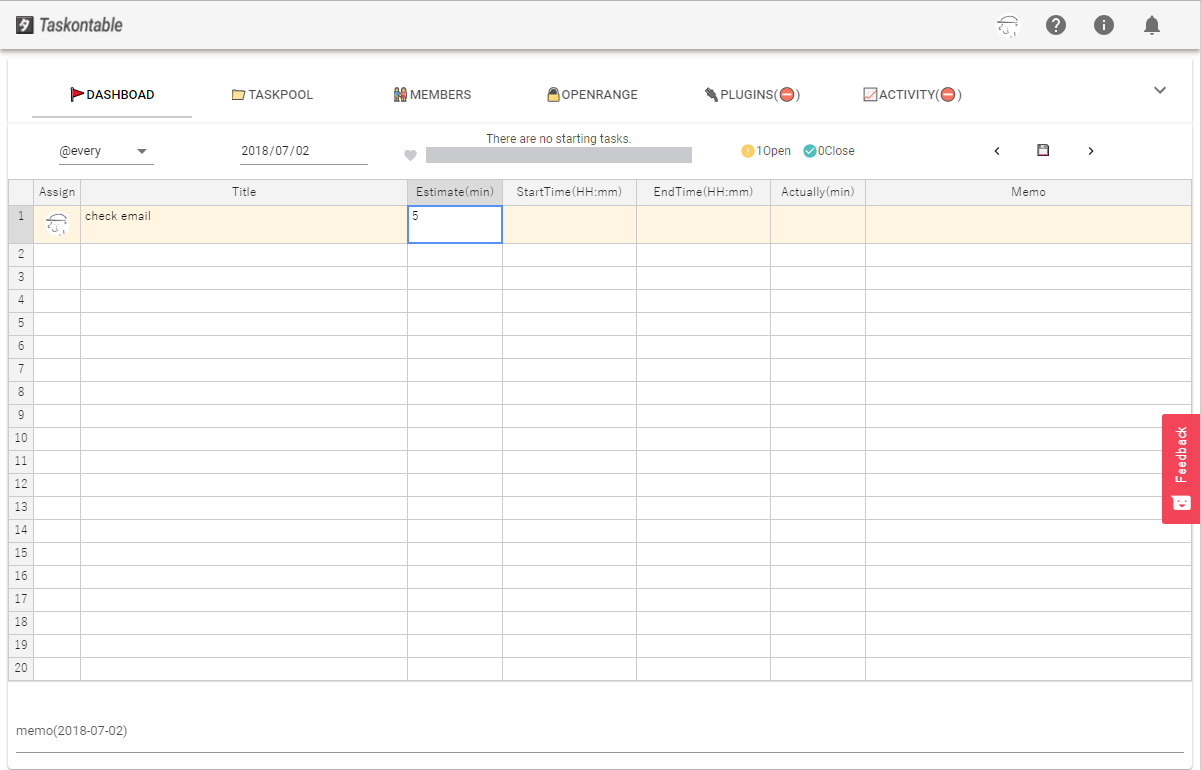 Taskontable
DASHBOAD TASKPOOL MEMBERS OPENRANGE PLUGINS() ACTIVITY()
There are no starting tasks.
@every 2018/07/02 1Open 0Close
Assign Title Estimate(min) StartTime(HH:mm) EndTime(HH:mm) Actually(min) Memo
1 check email 5
2
3
4
5
6
7
8
9
10
11
12
13
14
15
16
17
18
19
20
Feedback
memo(2018-07-02)